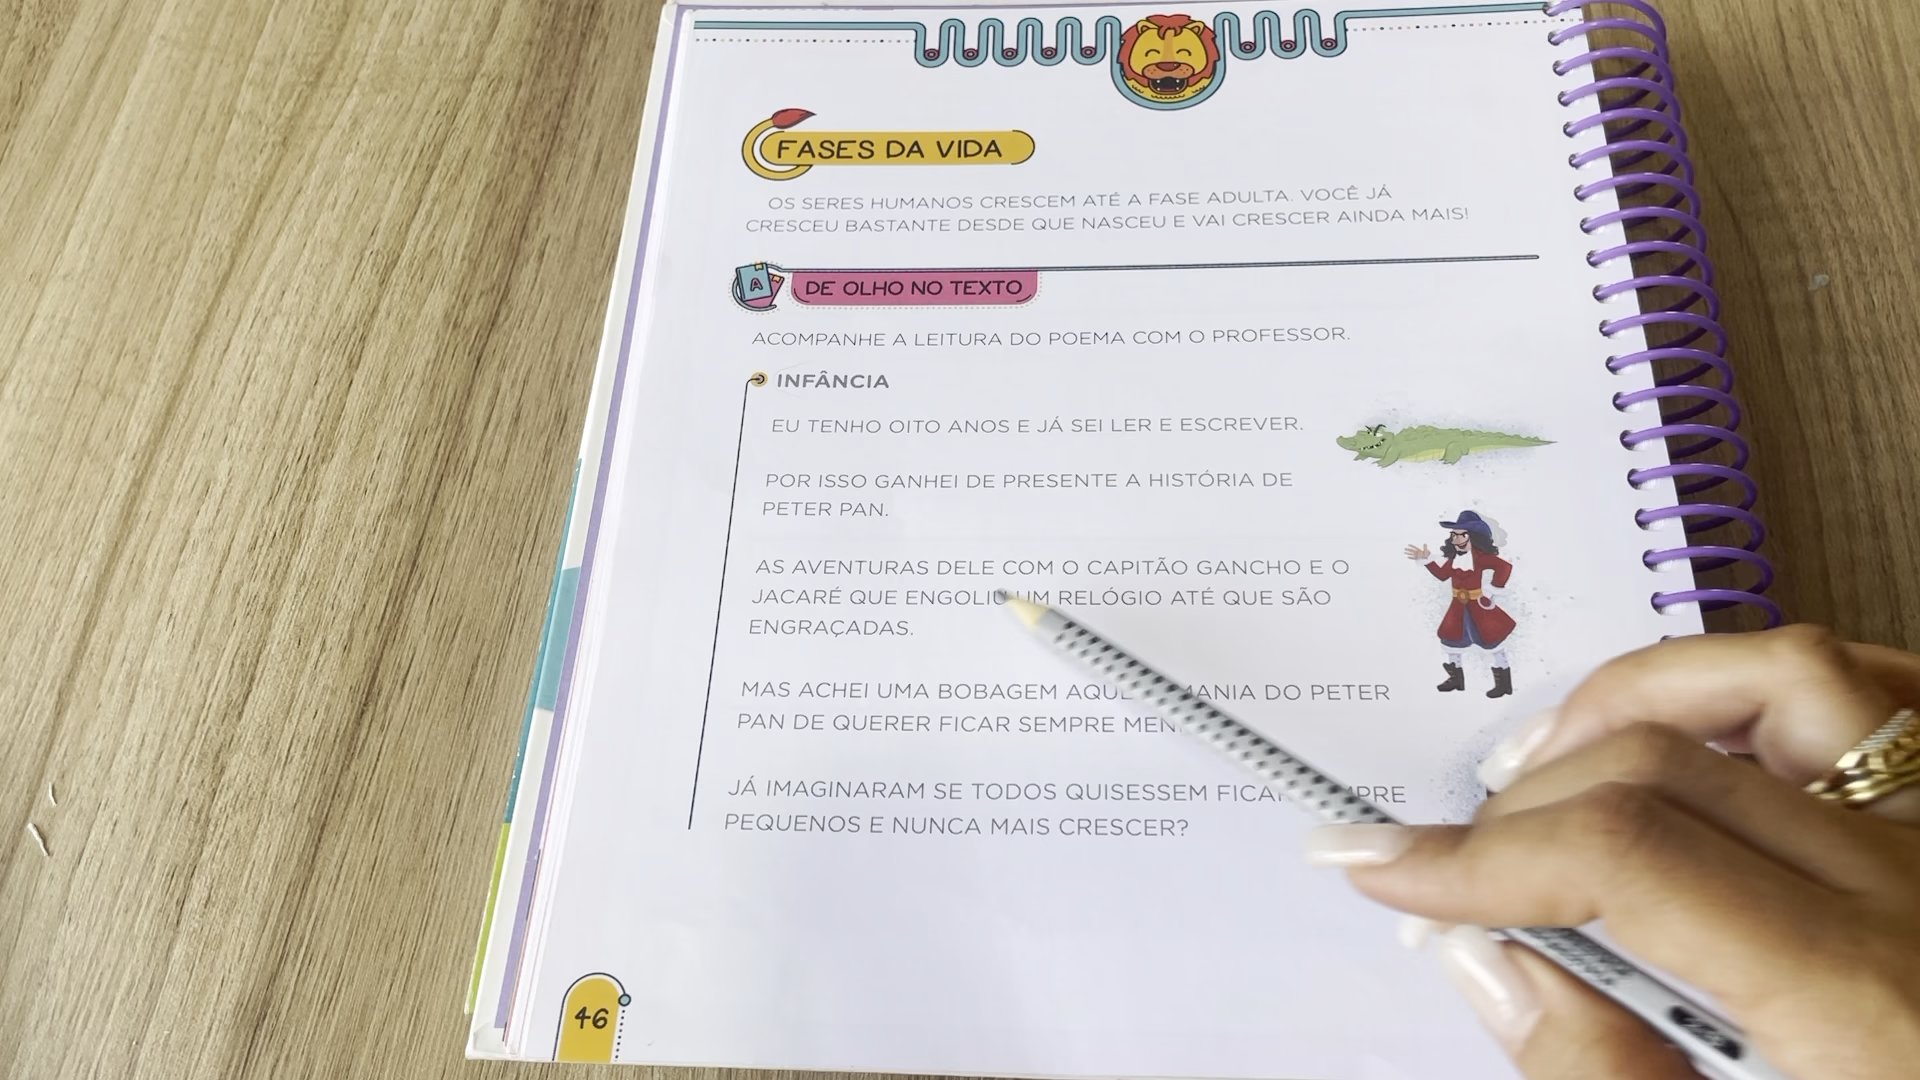 FASES DA VIDA
OS SERES HUMANOS CRESCEM ATÉ A FASE ADULTA. VOCÊ JÁ
CRESCEU BASTANTE DESDE QUE NASCEU E VAI CRESCER AINDA MAIS!
A
DE OLHO NO TEXTO
ACOMPANHE A LEITURA DO POEMA COM O PROFESSOR.
INFÂNCIA
EU TENHO OITO ANOS E JÁ SEI LER E ESCREVER.
POR ISSO GANHEI DE PRESENTE A HISTÓRIA DE
PETER PAN.
AS AVENTURAS DELE COM O CAPITÃO GANCHO E O
JACARÉ QUE ENGOLIU UM RELÓGIO ATÉ QUE SÃO
ENGRAÇADAS.
MAS ACHEI UMA BOBAGEM MANIA DO PETER
PAN DE QUERER FICAR SEMPRE
JÁ IMAGINARAM SE TODOS QUISESSEM FICAR
PEQUENOS E NUNCA MAIS CRESCER?
46